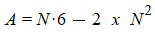 A = N·6 − 2 x N²